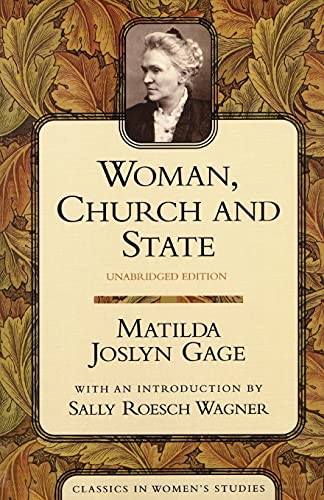 WOMAN,
CHURCH AND
STATE
UNABRIDGED EDITION
MATILDA
JOSLYN GAGE
WITH AN INTRODUCTION BY
SALLY ROESCH WAGNER
CLASSICS IN WOMEN'S STUDIES